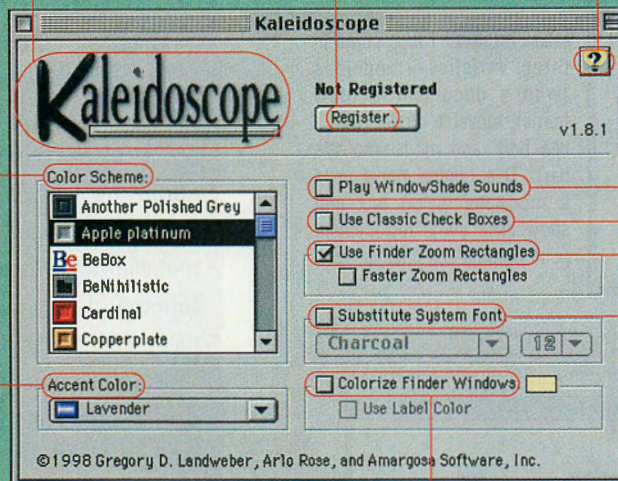 Kaleidoscope
Kaleidoscope
?
Not Registered
Register...
v1.8.1
Color Scheme:
Another Polished Grey
Apple platinum
Be BeBox
BeNihilistic
Cardinal
Copperplate
Accent Color:
Lavender
Play WindowShade Sounds
Use Classic Check Boxes
Use Finder Zoom Rectangles
Faster Zoom Rectangles
Substitute System Font
Charcoal 12
Colorize Finder Windows
Use Label Color
©1998 Gregory D. Landweber, Arlo Rose, and Amargosa Software, Inc.